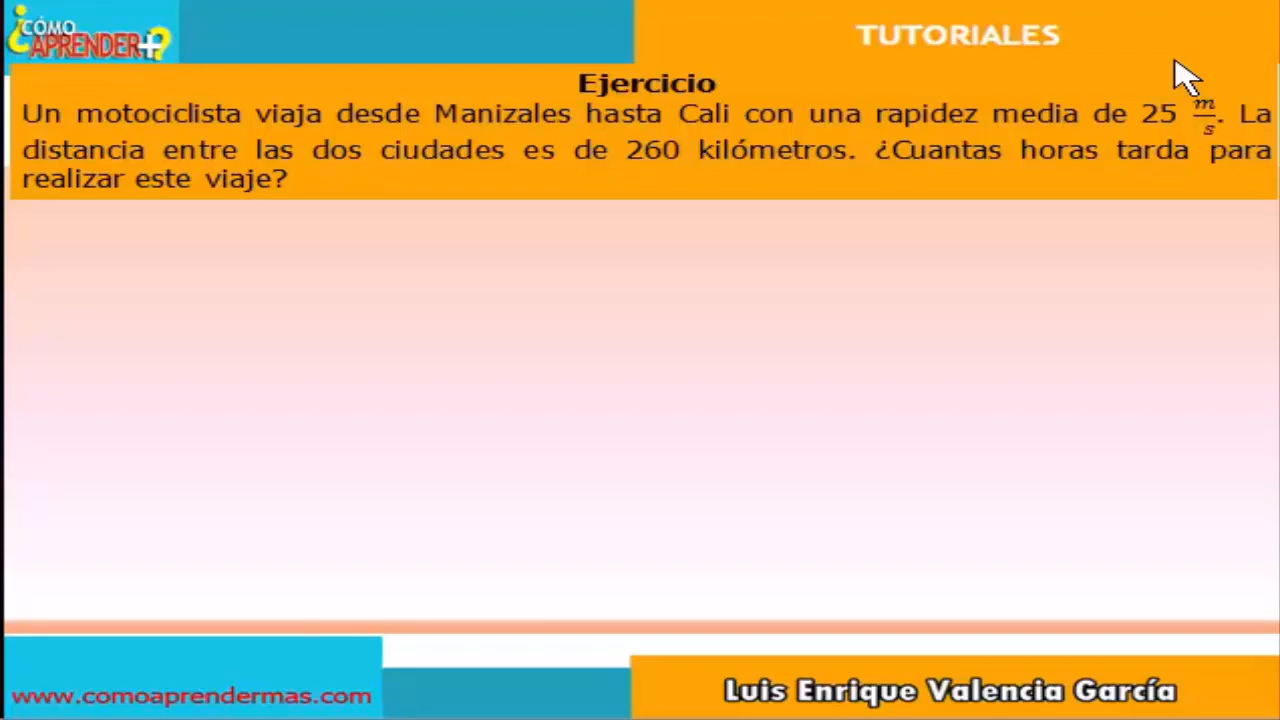 ¿CÓMO
APRENDER+?
TUTORIALES
Ejercicio
Un motociclista viaja desde Manizales hasta Cali con una rapidez media de 25 m/s. La
distancia entre las dos ciudades es de 260 kilómetros. ¿Cuantas horas tarda para
realizar este viaje?
www.comoaprendermas.com
Luis Enrique Valencia García